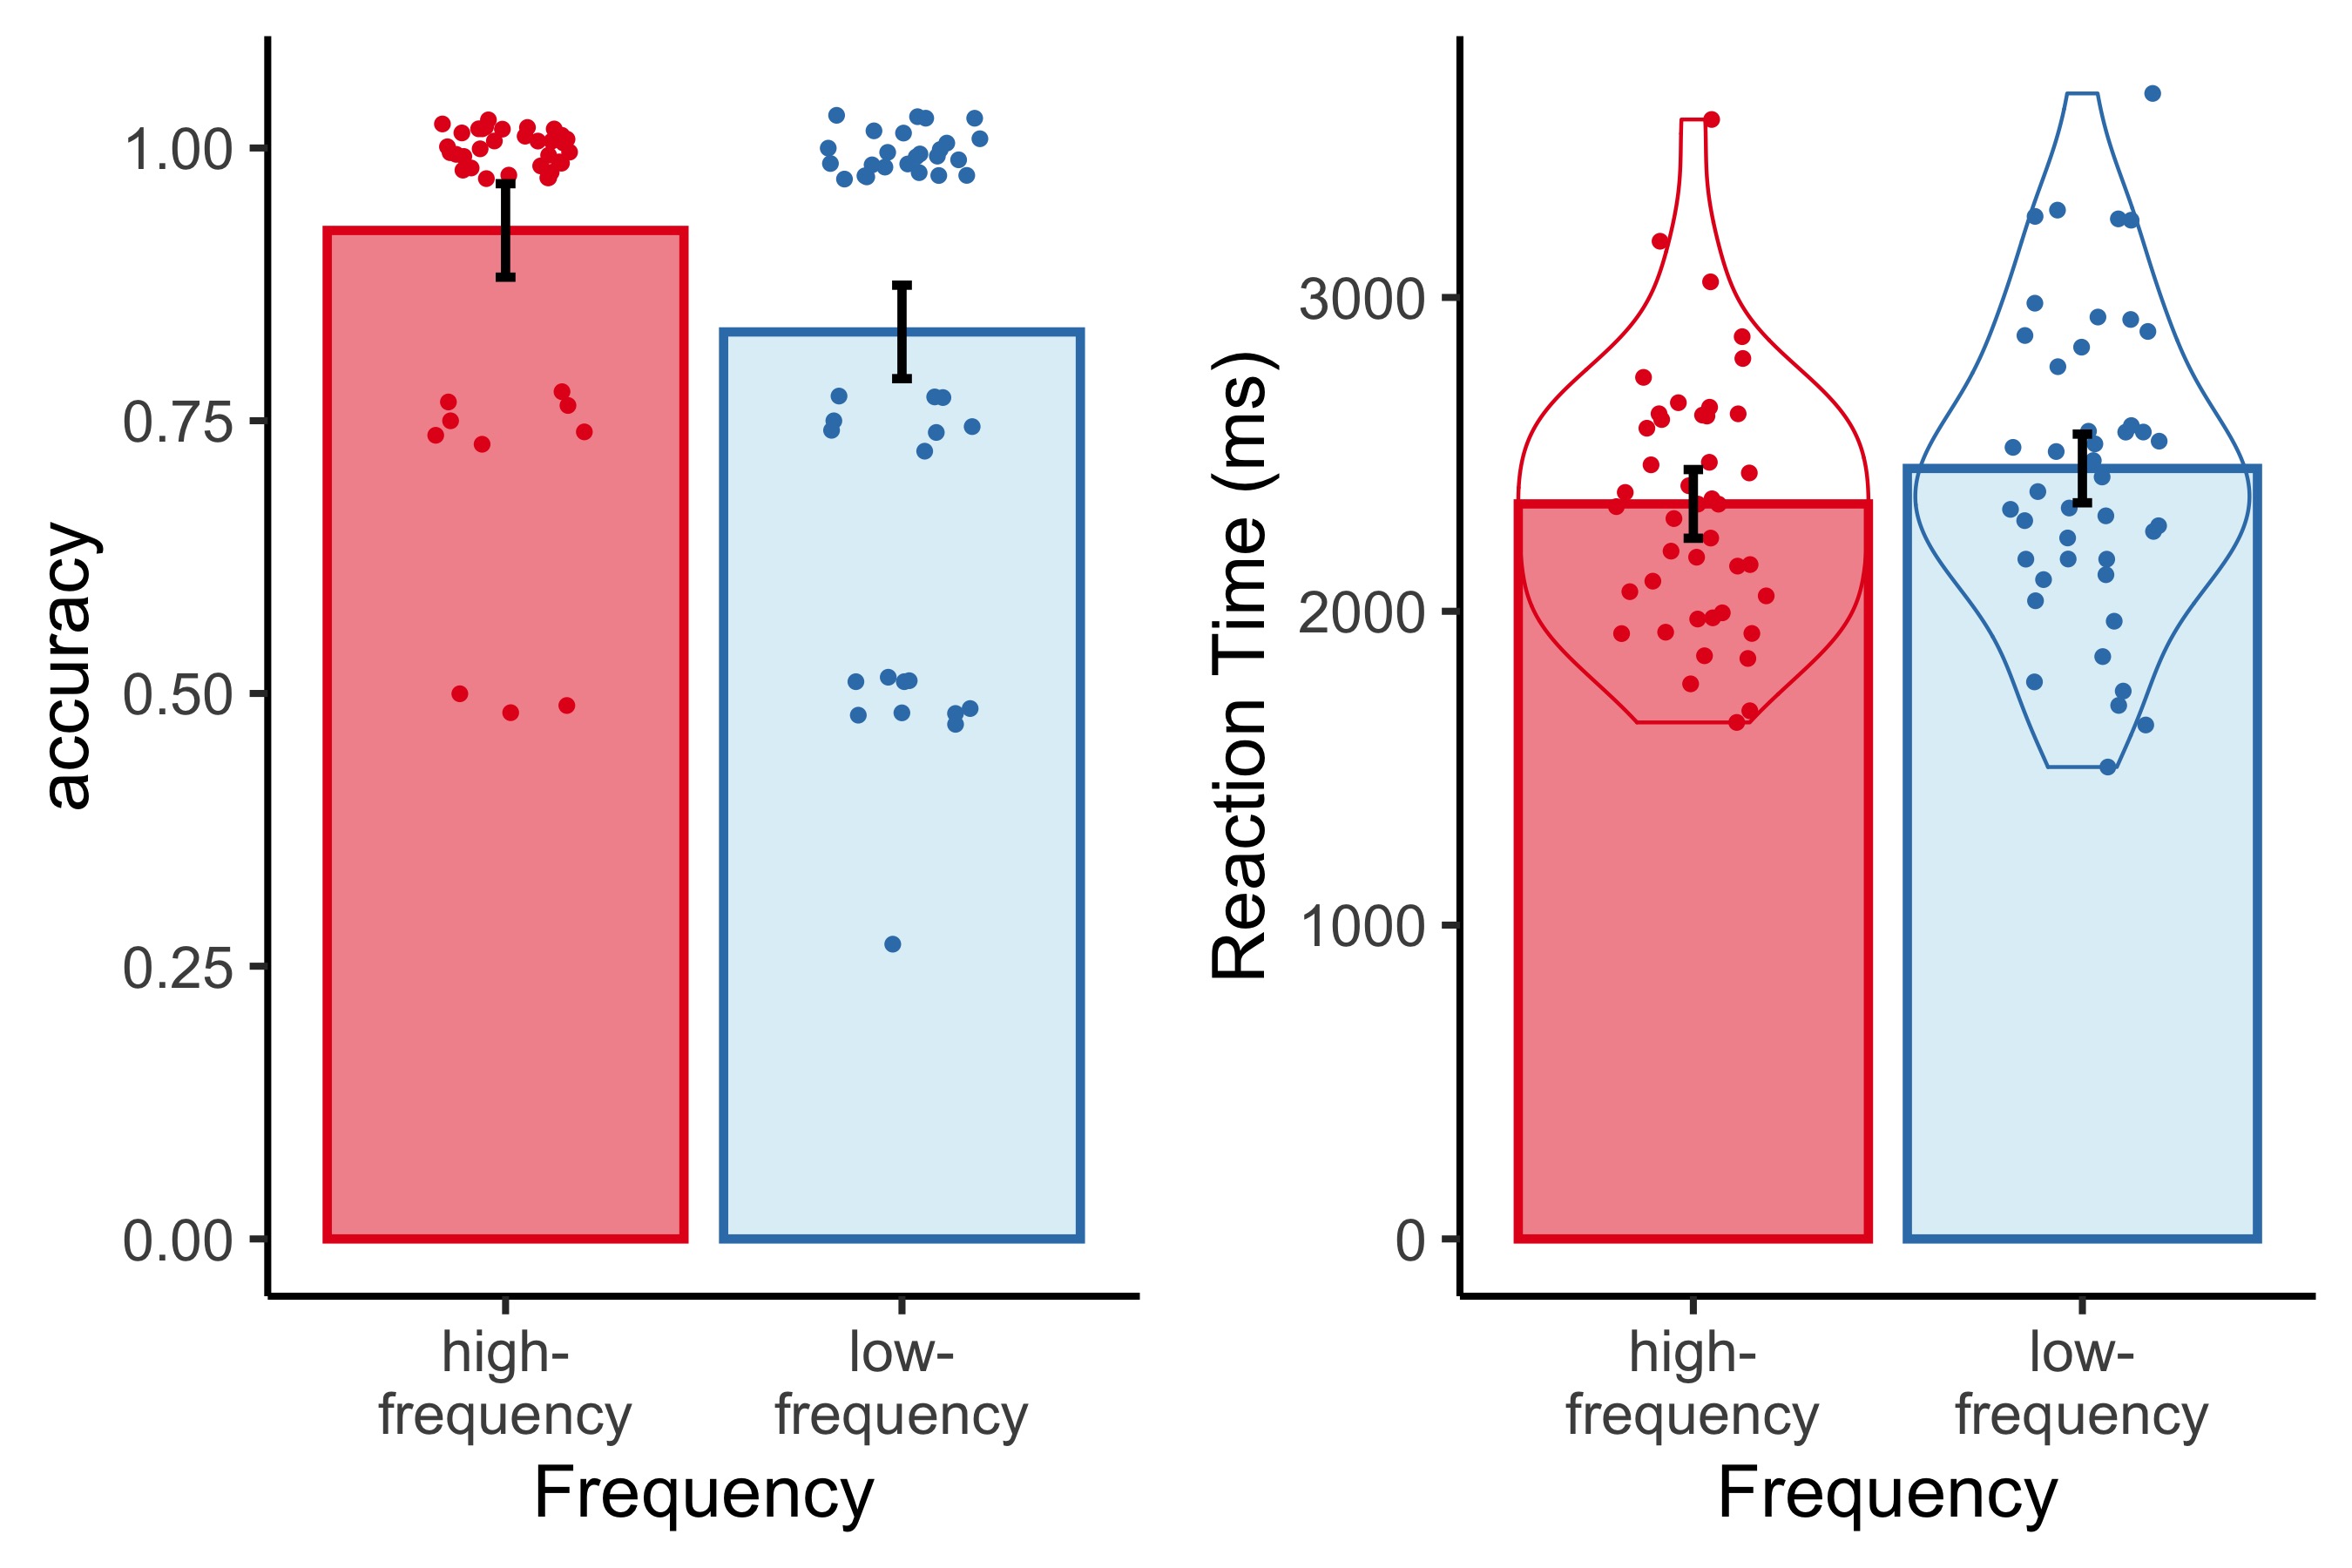 accuracy
1.00
0.75
0.50
0.25
0.00
high-
frequency
low-
frequency
Frequency
Reaction Time (ms)
3000
2000
1000
0
high-
frequency
low-
frequency
Frequency